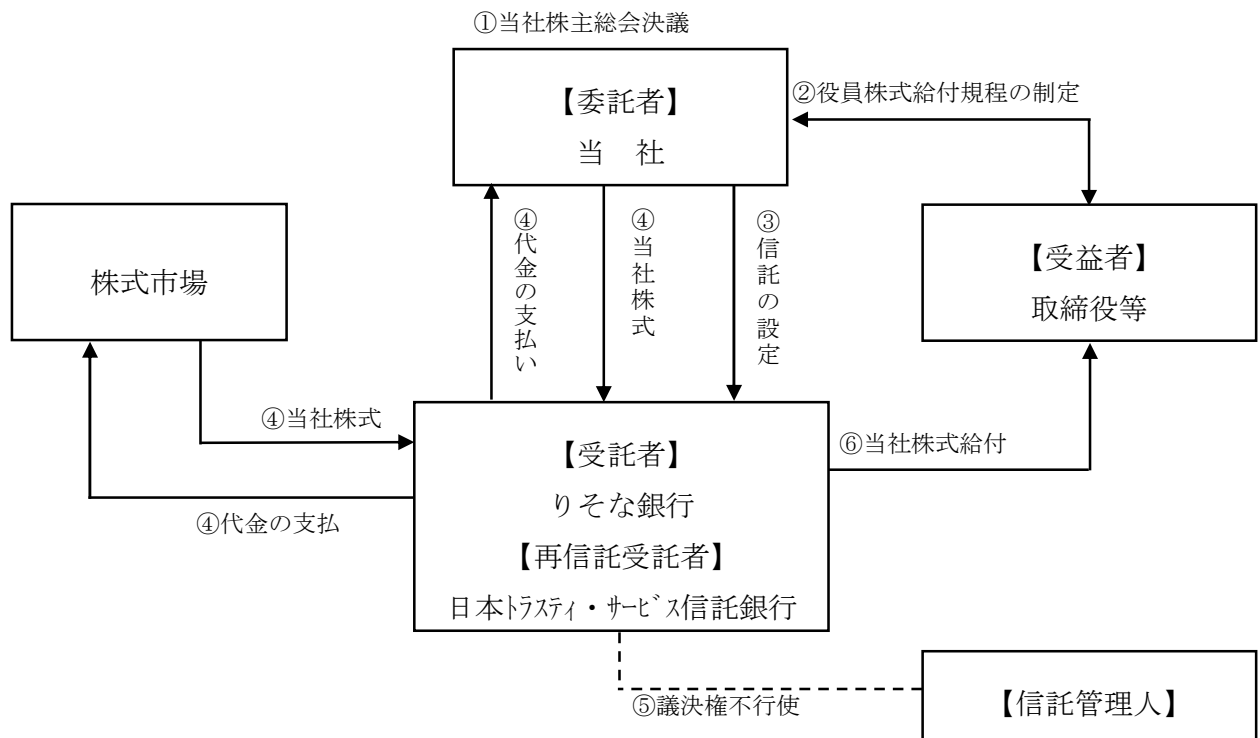 ①当社株主総会決議
【委託者】
当　社
②役員株式給付規程の制定
④代金の支払い
④当社株式
③信託の設定
株式市場
【受益者】
取締役等
④当社株式
⑥当社株式給付
④代金の支払
【受託者】
りそな銀行
【再信託受託者】
日本ﾄﾗｽﾃｨ・ｻｰﾋﾞｽ信託銀行
⑤議決権不行使
【信託管理人】